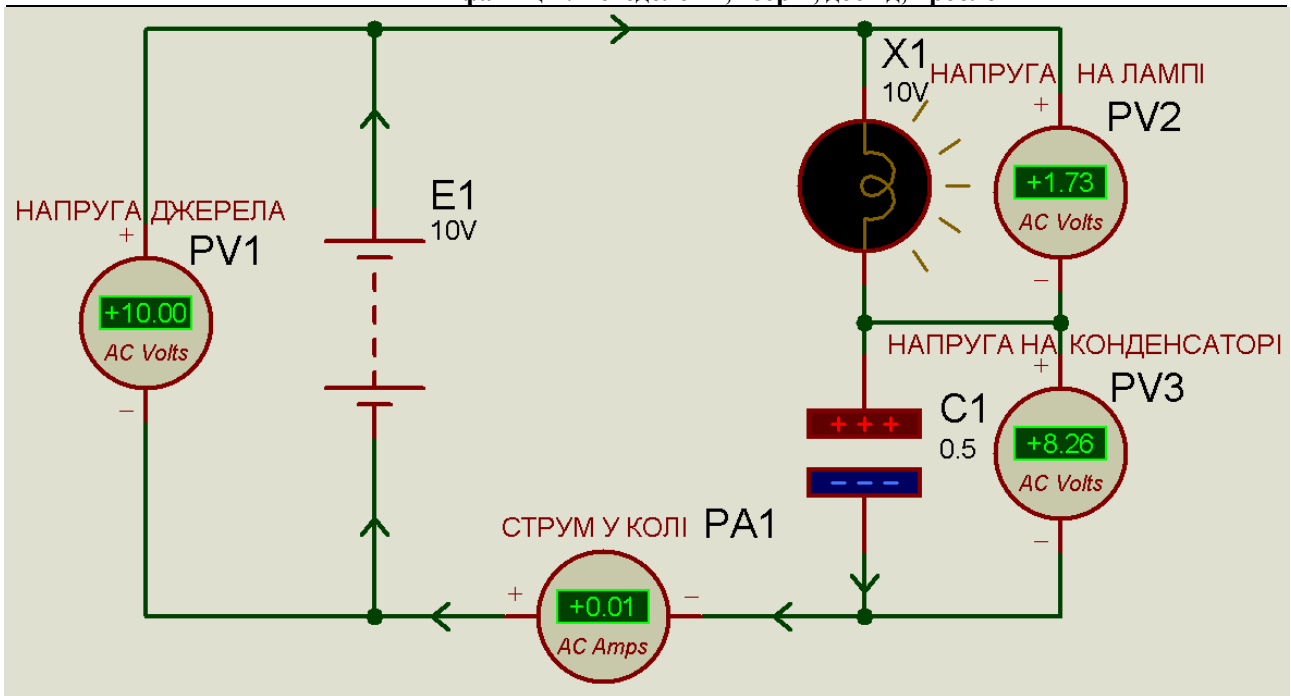 X1
10V
НАПРУГА НА ЛАМПІ
+
PV2
+1.73
AC Volts
−
НАПРУГА ДЖЕРЕЛА
+
PV1
+10.00
AC Volts
−
E1
10V
НАПРУГА НА КОНДЕНСАТОРІ
+
PV3
+8.26
AC Volts
−
C1
0.5
+ + +
− − −
СТРУМ У КОЛІ PA1
+ −
+0.01
AC Amps